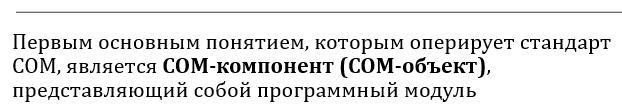 Первым основным понятием, которым оперирует стандарт
COM, является COM-компонент (COM-объект),
представляющий собой программный модуль